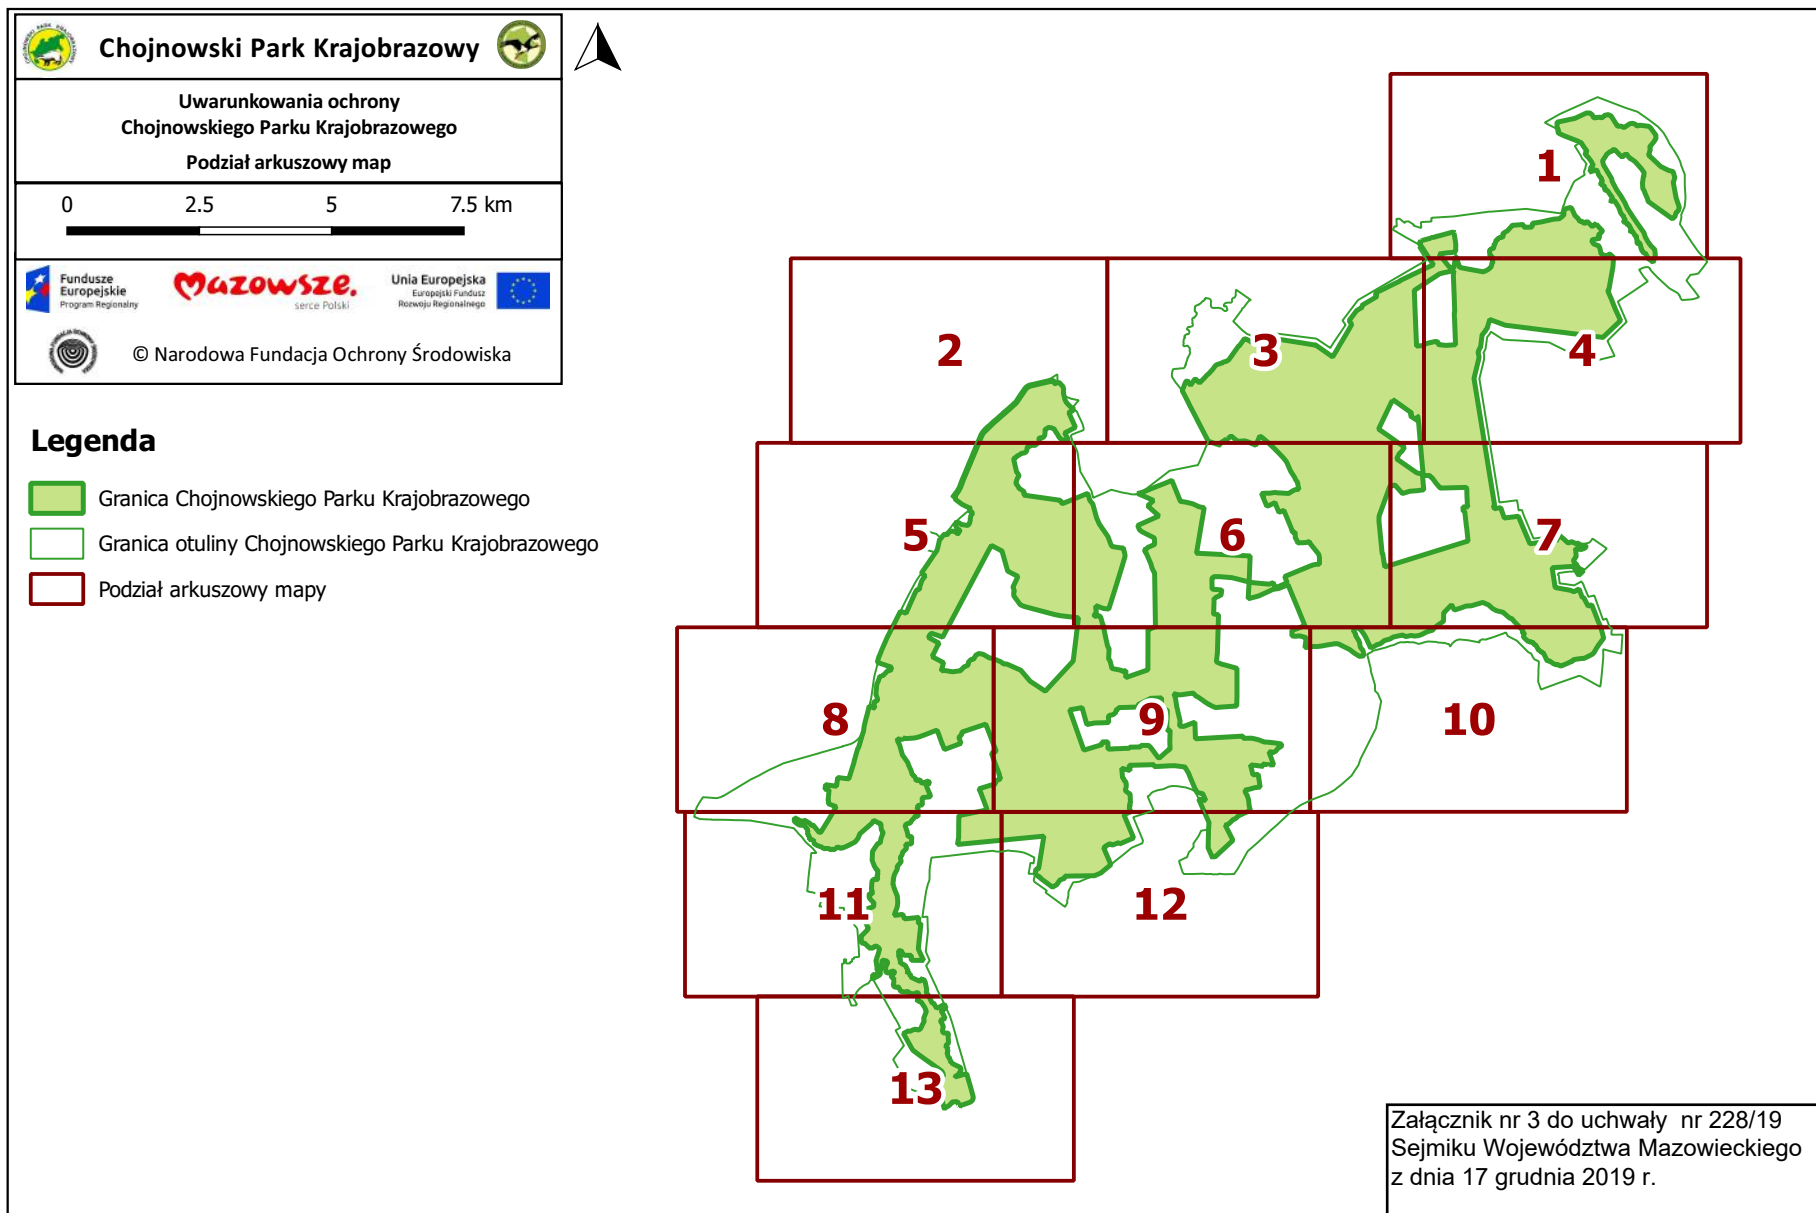 Chojnowski Park Krajobrazowy
Uwarunkowania ochrony
Chojnowskiego Parku Krajobrazowego
Podział arkuszowy map
0 2.5 5 7.5 km
Fundusze
Europejskie
Program Regionalny
Mazowsze.
serce Polski
Unia Europejska
Europejski Fundusz
Rozwoju Regionalnego
© Narodowa Fundacja Ochrony Środowiska
Legenda
Granica Chojnowskiego Parku Krajobrazowego
Granica otuliny Chojnowskiego Parku Krajobrazowego
Podział arkuszowy mapy
1
2
3
4
5
6
7
8
9
10
11
12
13
Załącznik nr 3 do uchwały nr 228/19
Sejmiku Województwa Mazowieckiego
z dnia 17 grudnia 2019 r.